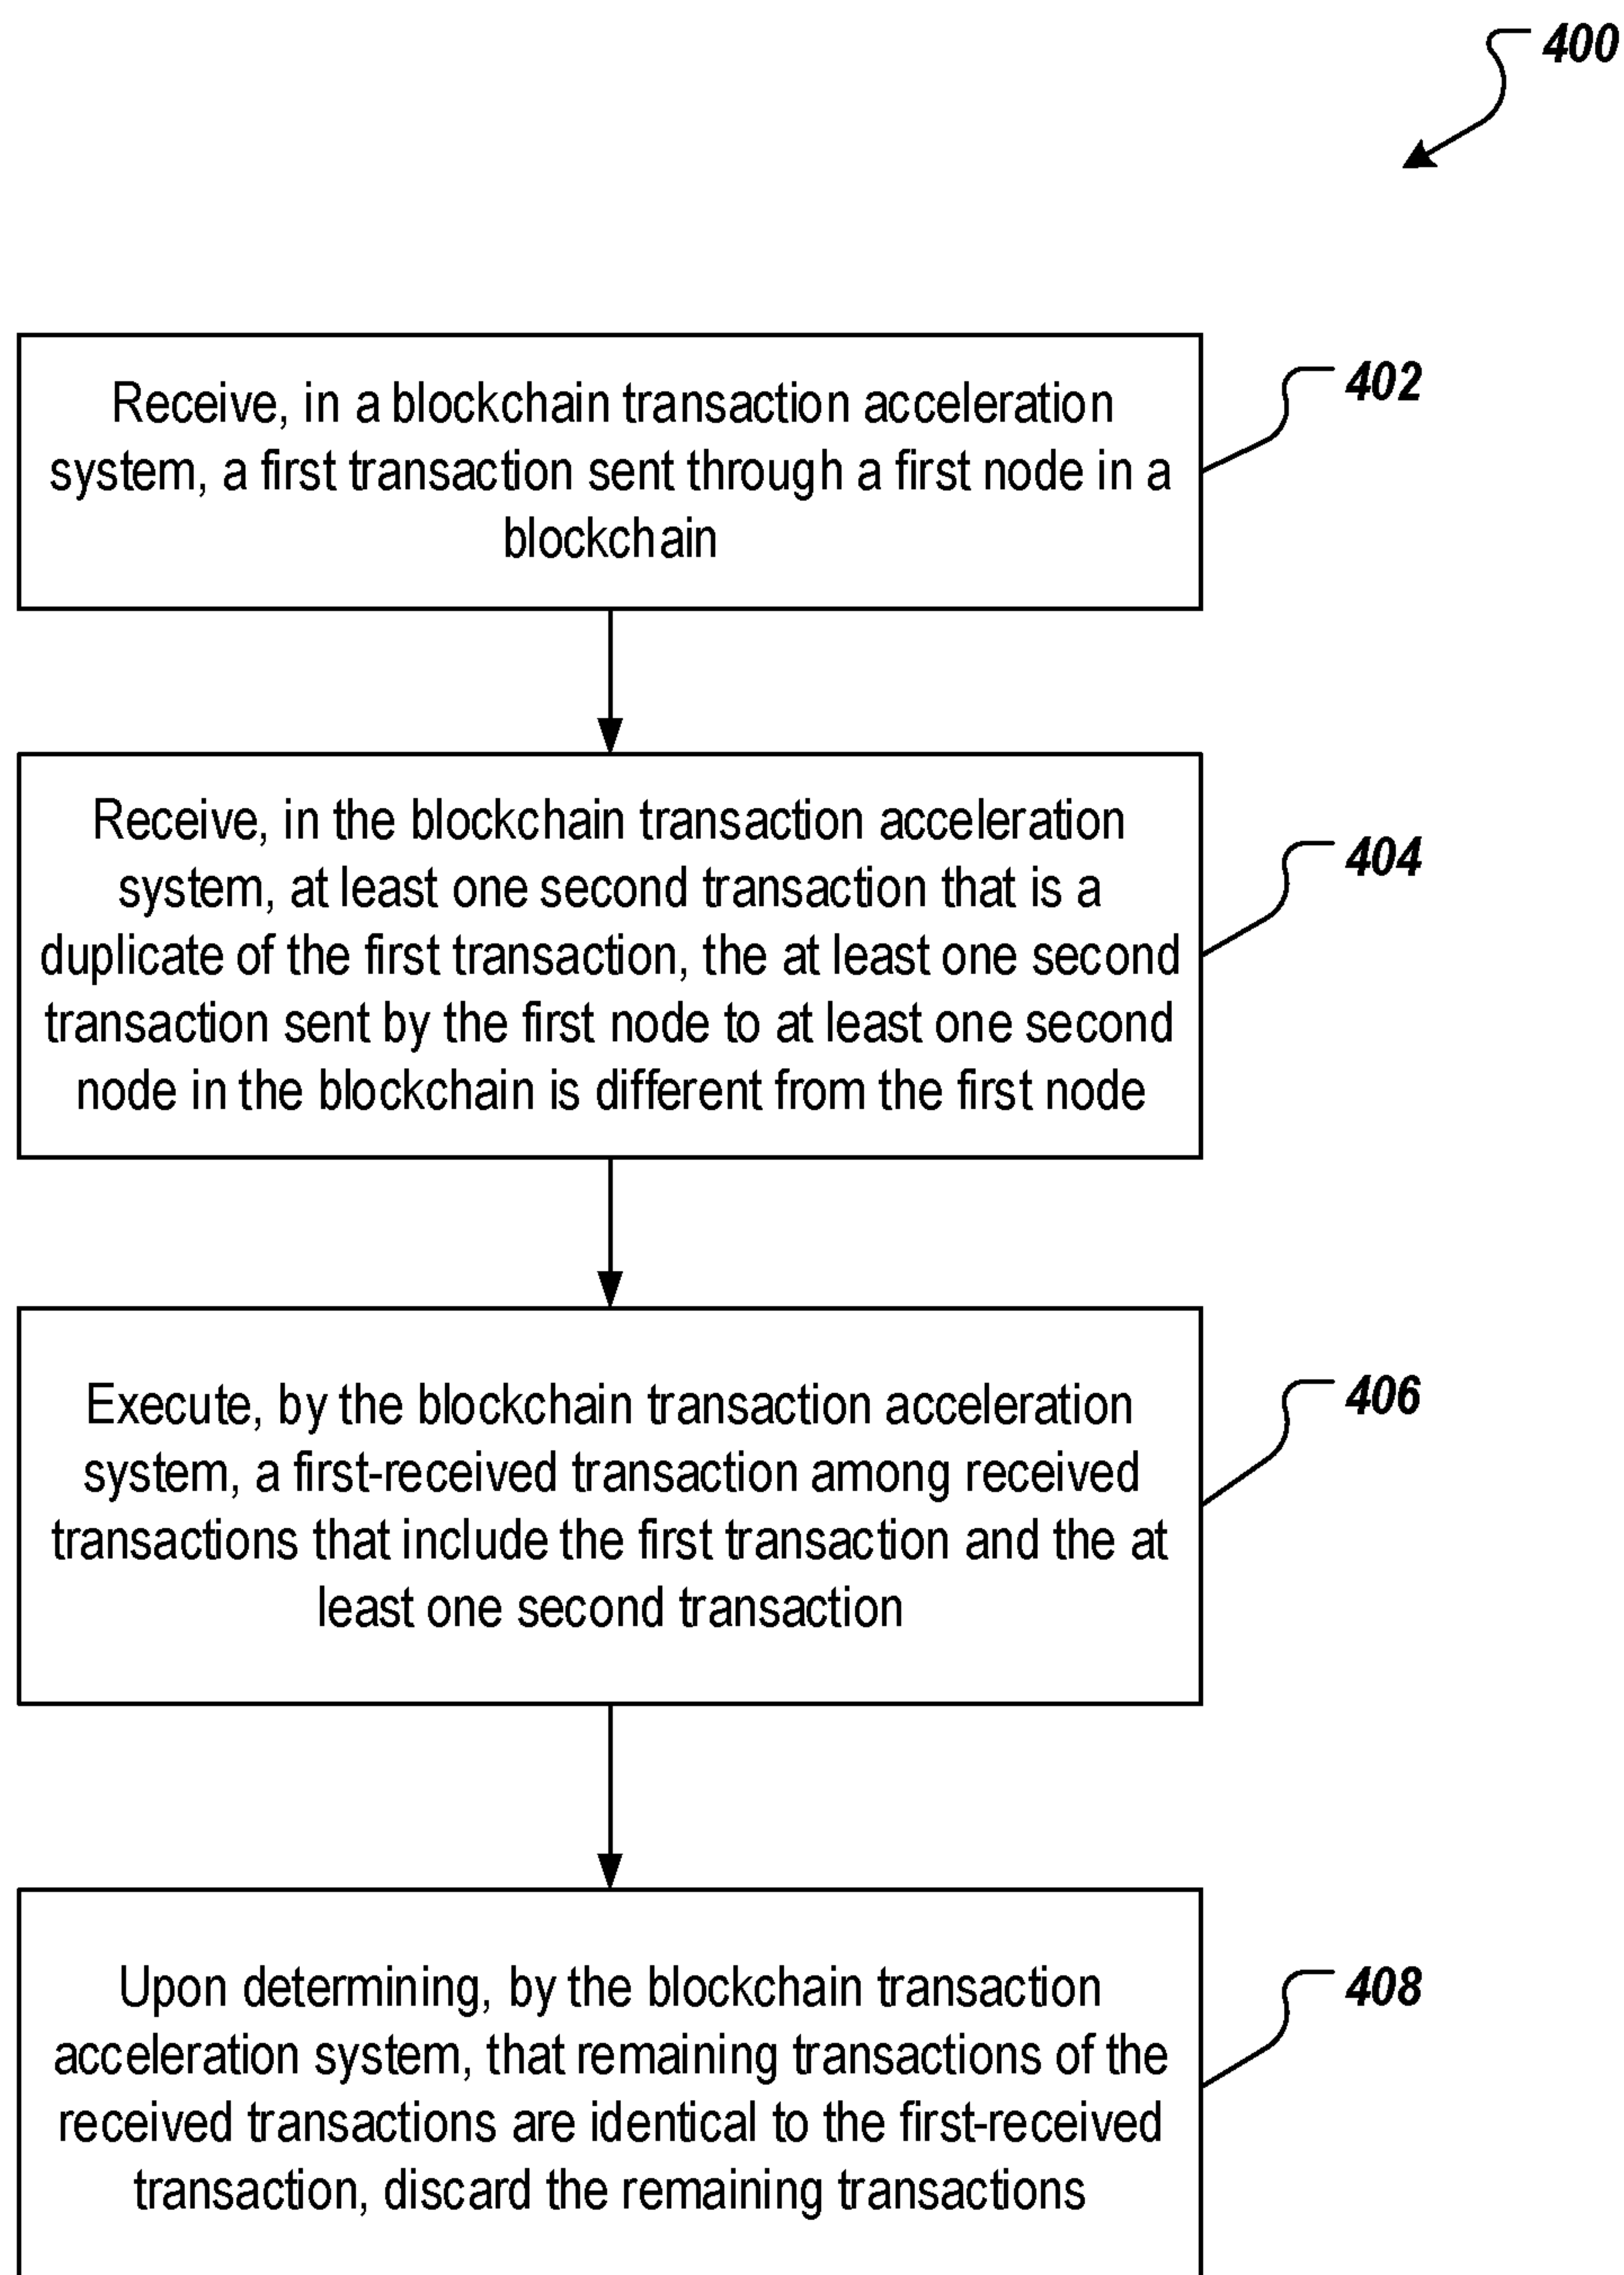 400
Receive, in a blockchain transaction acceleration
system, a first transaction sent through a first node in a
blockchain
402
Receive, in the blockchain transaction acceleration
system, at least one second transaction that is a
duplicate of the first transaction, the at least one second
transaction sent by the first node to at least one second
node in the blockchain is different from the first node
404
Execute, by the blockchain transaction acceleration
system, a first-received transaction among received
transactions that include the first transaction and the at
least one second transaction
406
Upon determining, by the blockchain transaction
acceleration system, that remaining transactions of the
received transactions are identical to the first-received
transaction, discard the remaining transactions
408